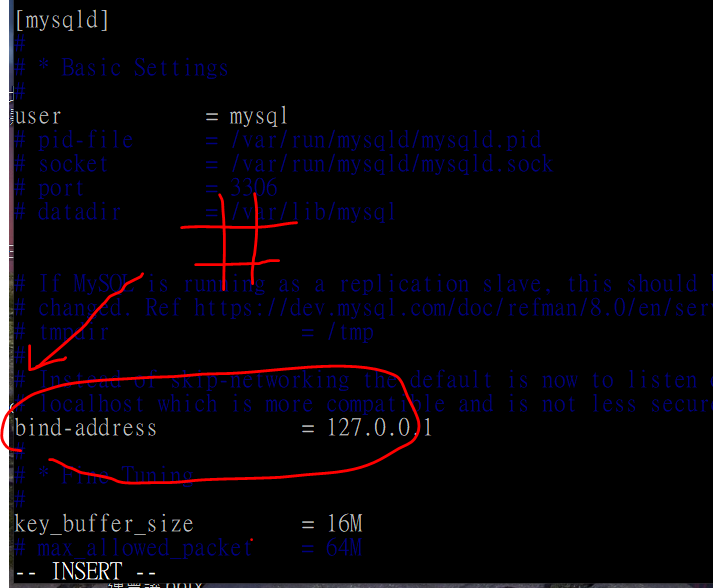 [mysqld]
#
# * Basic Settings
#
user = mysql
# pid-file = /var/run/mysqld/mysqld.pid
# socket = /var/run/mysqld/mysqld.sock
# port = 3306
# datadir = /var/lib/mysql
#
# If MySQL is running as a replication slave, this should
# changed. Ref https://dev.mysql.com/doc/refman/8.0/en/ser
# tmpdir = /tmp
#
# Instead of skip-networking the default is now to listen
# localhost which is more compatible and is not less secur
bind-address = 127.0.0.1
#
# * Fine Tuning
#
key_buffer_size = 16M
# max_allowed_packet = 64M
-- INSERT --